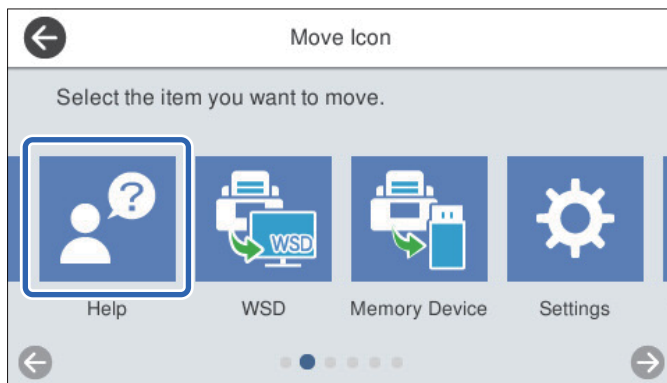 Move Icon
Select the item you want to move.
?
WSD
Help
WSD
Memory Device
Settings